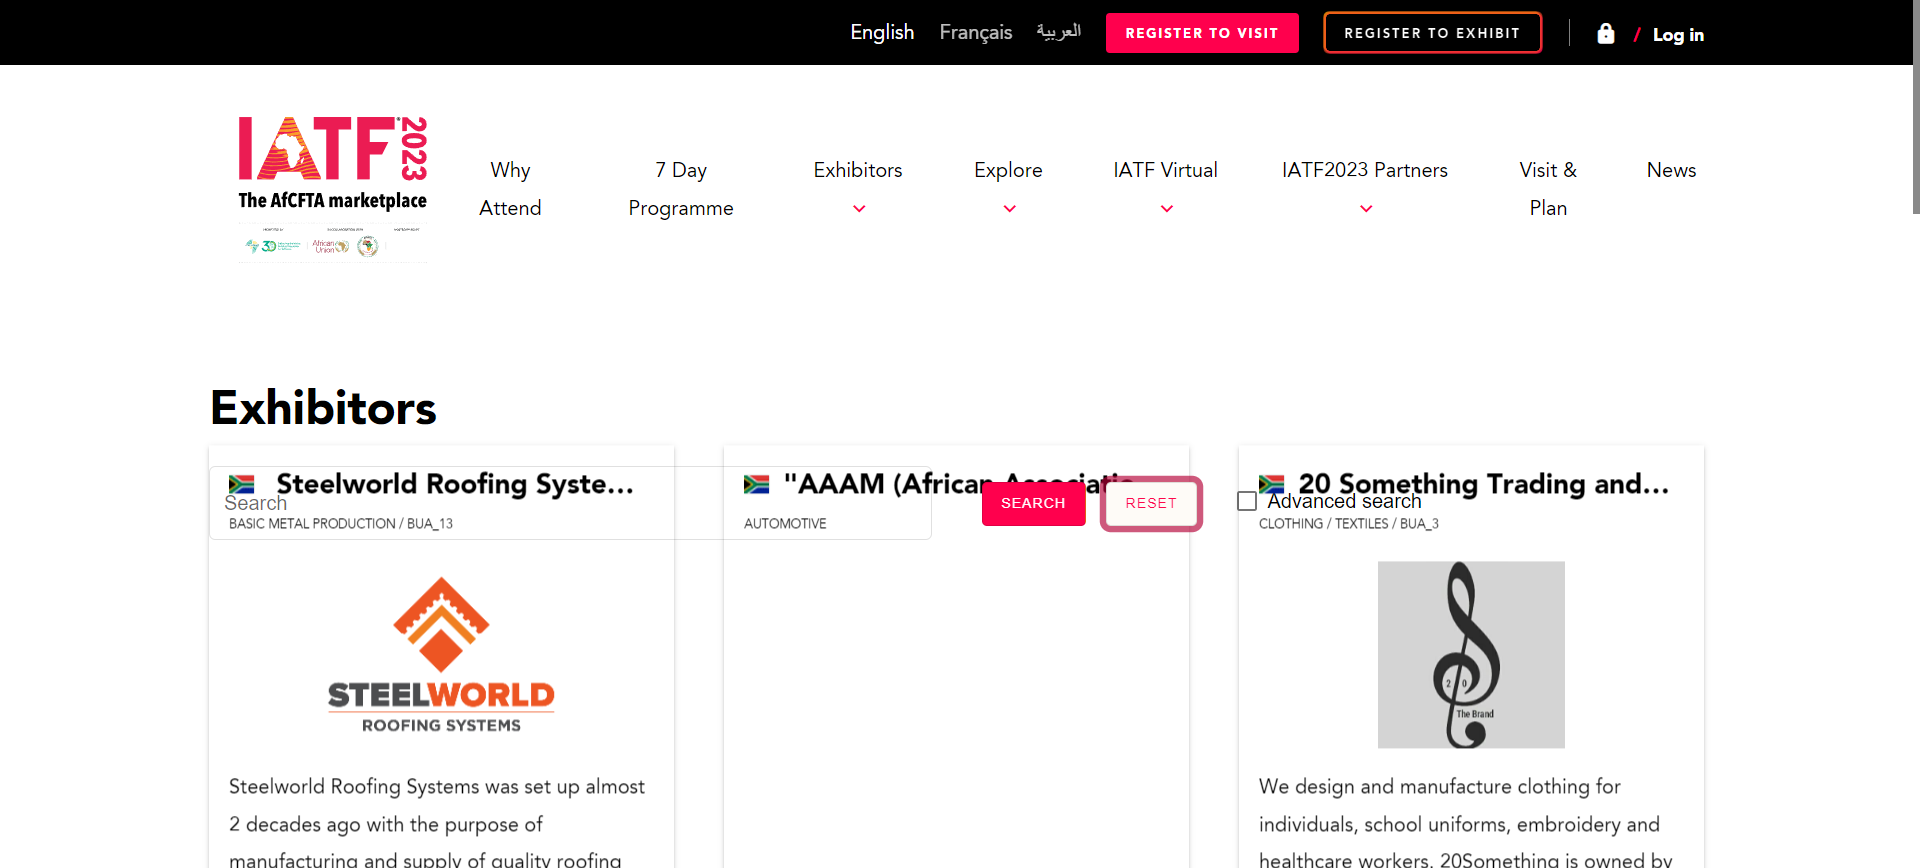 English Français العربية REGISTER TO VISIT REGISTER TO EXHIBIT / Log in
IATF 2023
The AfCFTA marketplace
African Union
Why Attend
7 Day Programme
Exhibitors
Explore
IATF Virtual
IATF2023 Partners
Visit & Plan
News
Exhibitors
Search
SEARCH
RESET
Advanced search
Steelworld Roofing Syste...
BASIC METAL PRODUCTION / BUA_13
STEELWORLD
ROOFING SYSTEMS
Steelworld Roofing Systems was set up almost
2 decades ago with the purpose of
manufacturing and supply of quality roofing
"AAAM (African Associatio
AUTOMOTIVE
20 Something Trading and...
CLOTHING / TEXTILES / BUA_3
2 0
The Brand
We design and manufacture clothing for
individuals, school uniforms, embroidery and
healthcare workers. 20Something is owned by